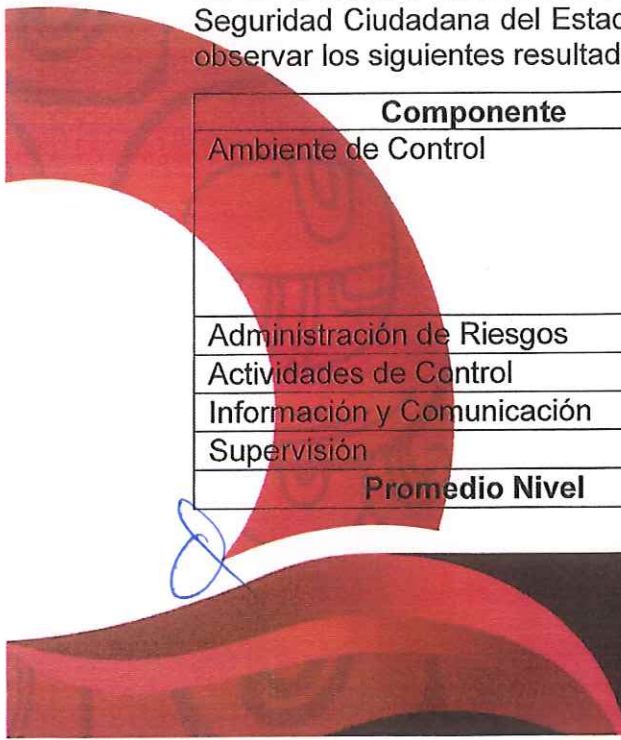 Seguridad Ciudadana del Estad
observar los siguientes resultad
Componente
Ambiente de Control
Administración de Riesgos
Actividades de Control
Información y Comunicación
Supervisión
Promedio Nivel